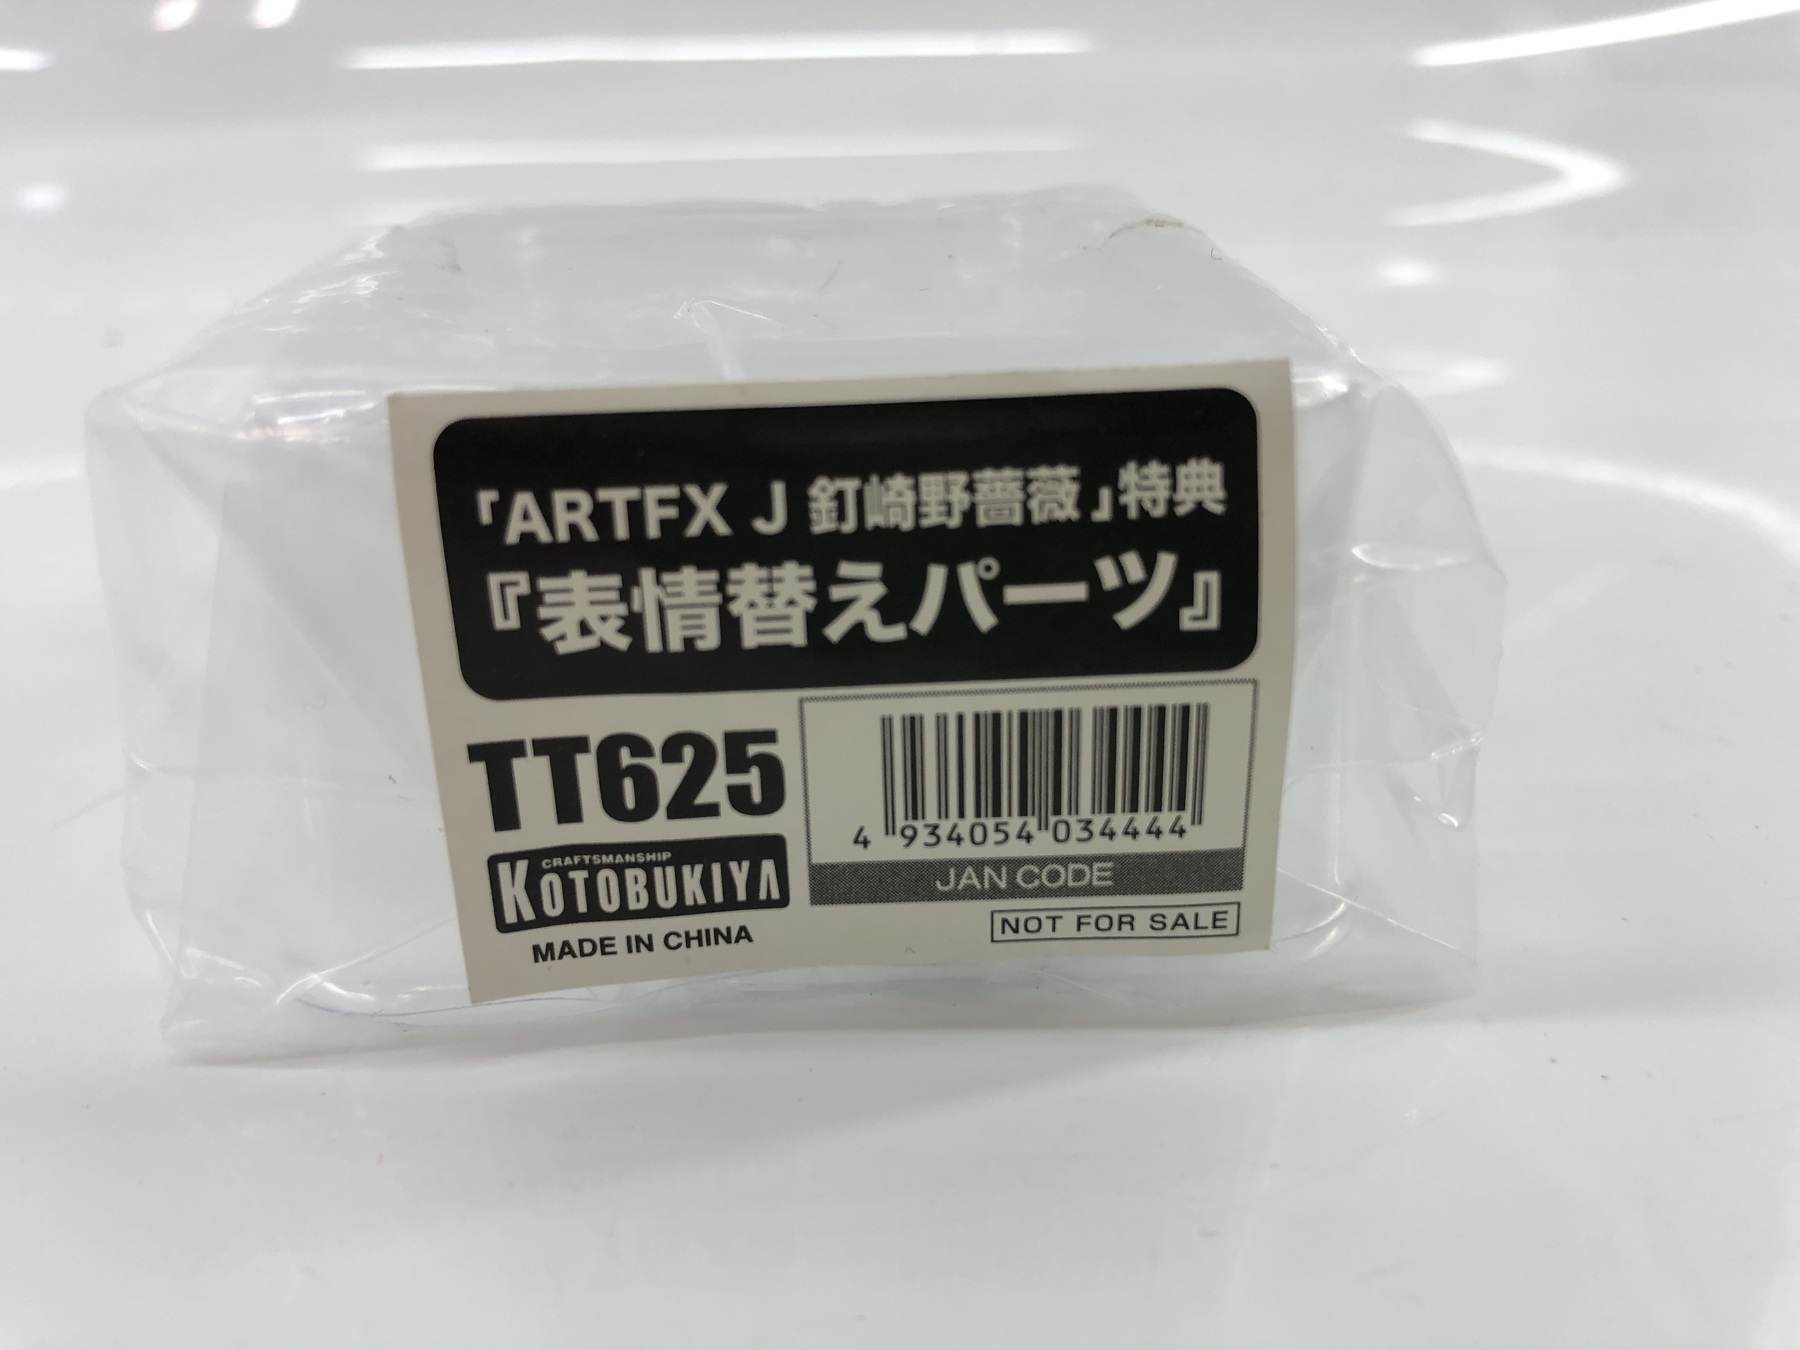 「ARTFX J 釘崎野薔薇」特典
『表情替えパーツ』
TT625
4 934054 034444
JAN CODE
CRAFTSMANSHIP
KOTOBUKIYA
MADE IN CHINA
NOT FOR SALE